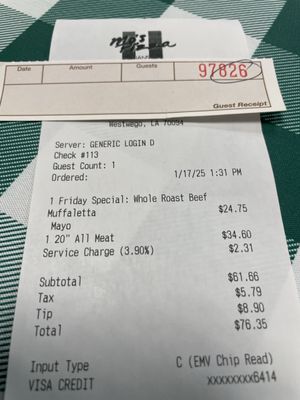 Date Amount Guests 97826
Guest Receipt
Westwego, LA 70094
Server: GENERIC LOGIN D
Check #113
Guest Count: 1
Ordered: 1/17/25 1:31 PM
1 Friday Special: Whole Roast Beef
Muffaletta $24.75
Mayo
1 20" All Meat $34.60
Service Charge (3.90%) $2.31
Subtotal $61.66
Tax $5.79
Tip $8.90
Total $76.35
Input Type C (EMV Chip Read)
VISA CREDIT xxxxxxxx6414